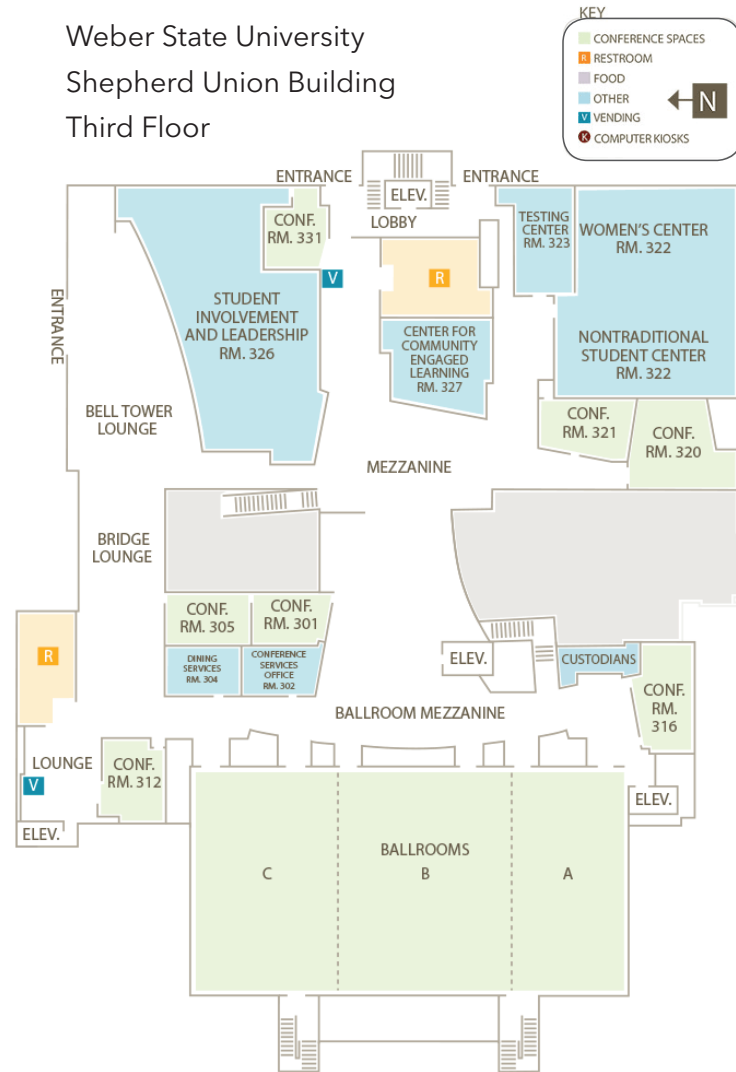 Weber State University
Shepherd Union Building
Third Floor
KEY
CONFERENCE SPACES
R RESTROOM
FOOD
OTHER
V VENDING
K COMPUTER KIOSKS
N
ENTRANCE
ENTRANCE
ELEV.
LOBBY
CONF.
RM. 331
TESTING
CENTER
RM. 323
WOMEN'S CENTER
RM. 322
V
R
ENTRANCE
STUDENT
INVOLVEMENT
AND LEADERSHIP
RM. 326
CENTER FOR
COMMUNITY
ENGAGED
LEARNING
RM. 327
NONTRADITIONAL
STUDENT CENTER
RM. 322
BELL TOWER
LOUNGE
CONF.
RM. 321
CONF.
RM. 320
MEZZANINE
BRIDGE
LOUNGE
CONF.
RM. 305
CONF.
RM. 301
R
DINING
SERVICES
RM. 304
CONFERENCE
SERVICES
OFFICE
RM. 302
ELEV.
CUSTODIANS
CONF.
RM.
316
BALLROOM MEZZANINE
LOUNGE
V
CONF.
RM. 312
ELEV.
ELEV.
BALLROOMS
C
B
A